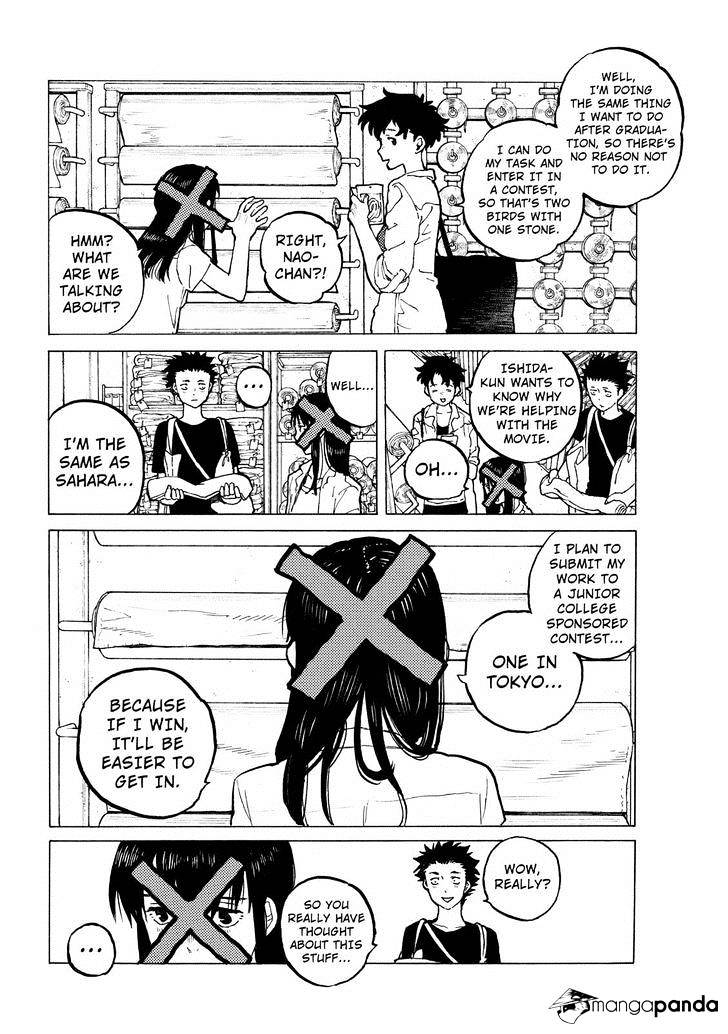 WELL,
I'M DOING
THE SAME THING
I WANT TO DO
AFTER GRADUA-
TION, SO THERE'S
NO REASON NOT
TO DO IT.
I CAN DO
MY TASK AND
ENTER IT IN
A CONTEST,
SO THAT'S TWO
BIRDS WITH
ONE STONE.
RIGHT,
NAO-
CHAN?!
HMM?
WHAT
ARE WE
TALKING
ABOUT?
ISHIDA-
KUN WANTS TO
KNOW WHY
WE'RE HELPING
WITH THE
MOVIE.
OH...
WELL...
...
I'M THE
SAME AS
SAHARA...
I PLAN TO
SUBMIT MY
WORK TO
A JUNIOR
COLLEGE
SPONSORED
CONTEST...
ONE IN
TOKYO...
BECAUSE
IF I WIN,
IT'LL BE
EASIER TO
GET IN.
WOW,
REALLY?
SO YOU
REALLY HAVE
THOUGHT
ABOUT THIS
STUFF...
...
mangapanda